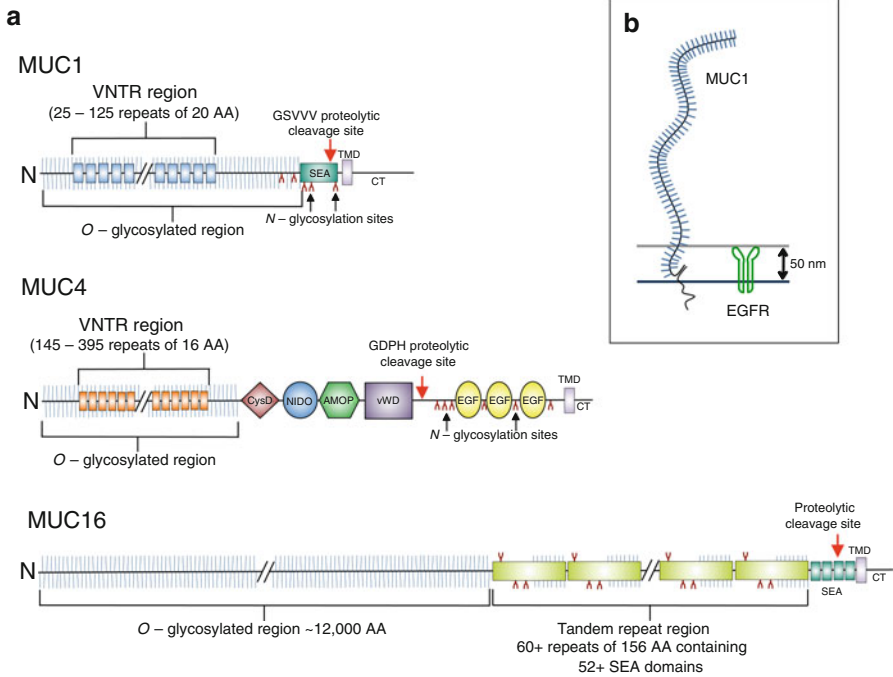 a
MUC1
VNTR region
(25 – 125 repeats of 20 AA)
GSVVV proteolytic
cleavage site
TMD
N
SEA
CT
N – glycosylation sites
O – glycosylated region
MUC4
VNTR region
(145 – 395 repeats of 16 AA)
GDPH proteolytic
cleavage site
TMD
N
CysD
NIDO
AMOP
vWD
EGF
EGF
EGF
CT
N – glycosylation sites
O – glycosylated region
MUC16
Proteolytic
cleavage site
TMD
N
CT
SEA
O – glycosylated region ~12,000 AA
Tandem repeat region
60+ repeats of 156 AA containing
52+ SEA domains
b
MUC1
50 nm
EGFR